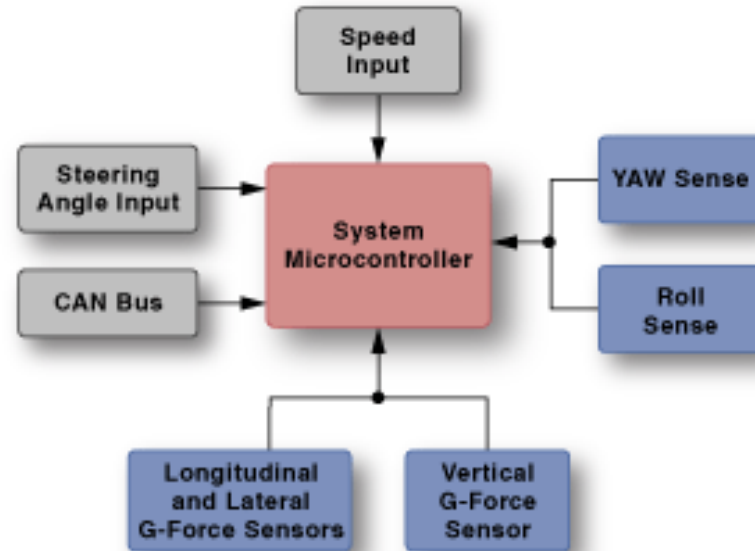 Speed
Input
Steering
Angle Input
YAW Sense
System
Microcontroller
CAN Bus
Roll
Sense
Longitudinal
and Lateral
G-Force Sensors
Vertical
G-Force
Sensor